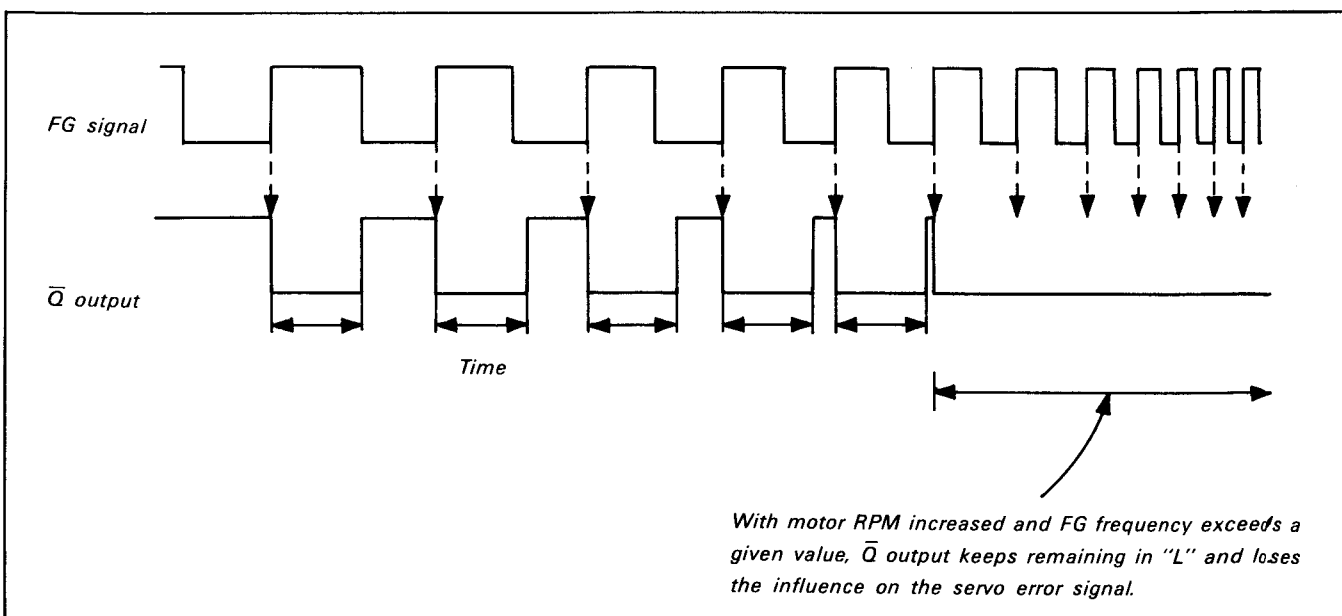 FG signal
Q̅ output
Time
With motor RPM increased and FG frequency exceeds a
given value, Q̅ output keeps remaining in "L" and loses
the influence on the servo error signal.